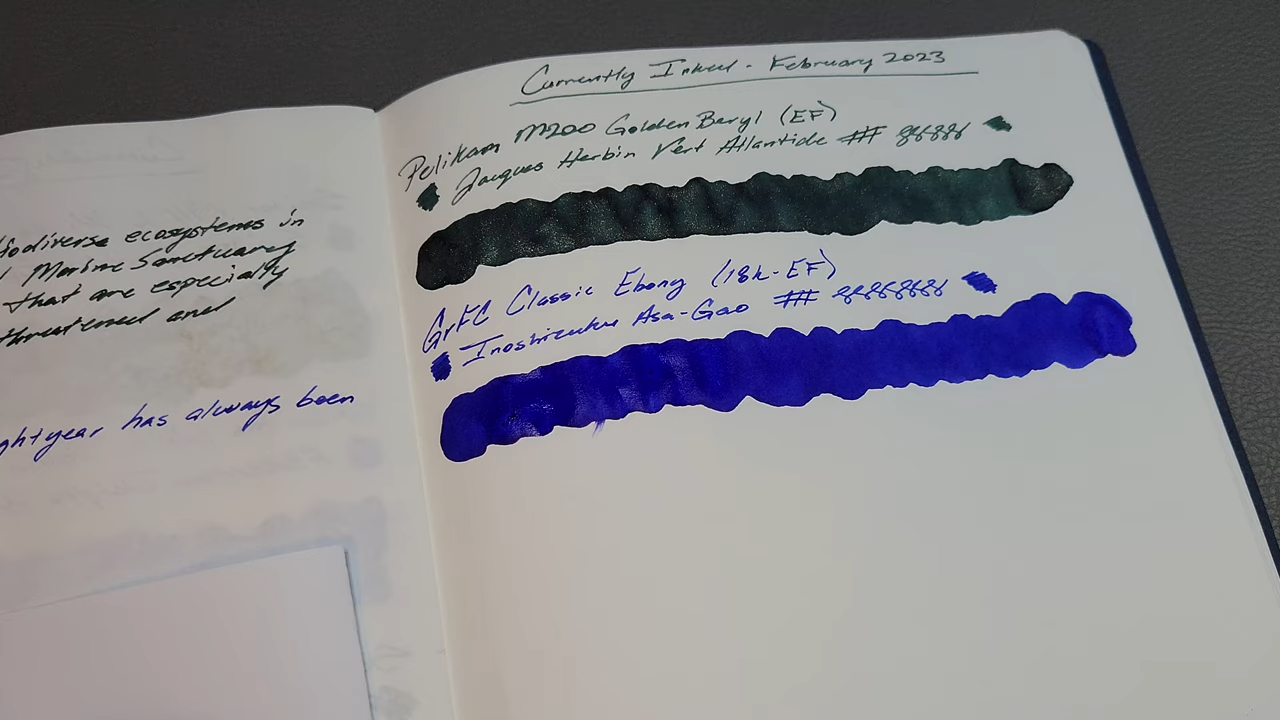 diodiverse ecosystems in
Marine Sanctuary
that are especially
threatened and
ghtyear has always been
Currently Inked - February 2023
Pelikan M200 Golden Beryl (EF)
Jacques Herbin Vert Atlantide
GvFC Classic Ebony (18k-EF)
Iroshizuku Asa-Gao